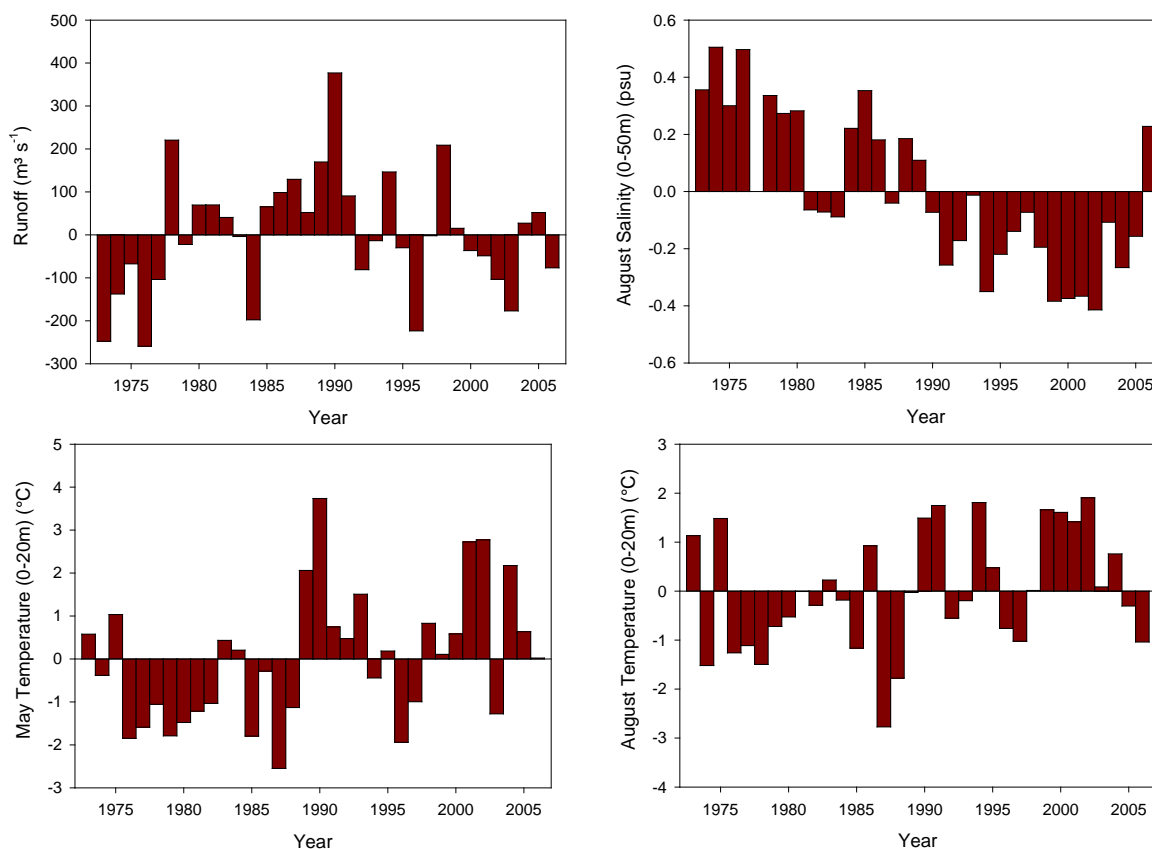 Runoff (m³ s⁻¹)
500
400
300
200
100
0
-100
-200
-300
1975 1980 1985 1990 1995 2000 2005
Year
August Salinity (0-50m) (psu)
0.6
0.4
0.2
0.0
-0.2
-0.4
-0.6
1975 1980 1985 1990 1995 2000 2005
Year
May Temperature (0-20m) (°C)
5
4
3
2
1
0
-1
-2
-3
1975 1980 1985 1990 1995 2000 2005
Year
August Temperature (0-20m) (°C)
3
2
1
0
-1
-2
-3
-4
1975 1980 1985 1990 1995 2000 2005
Year